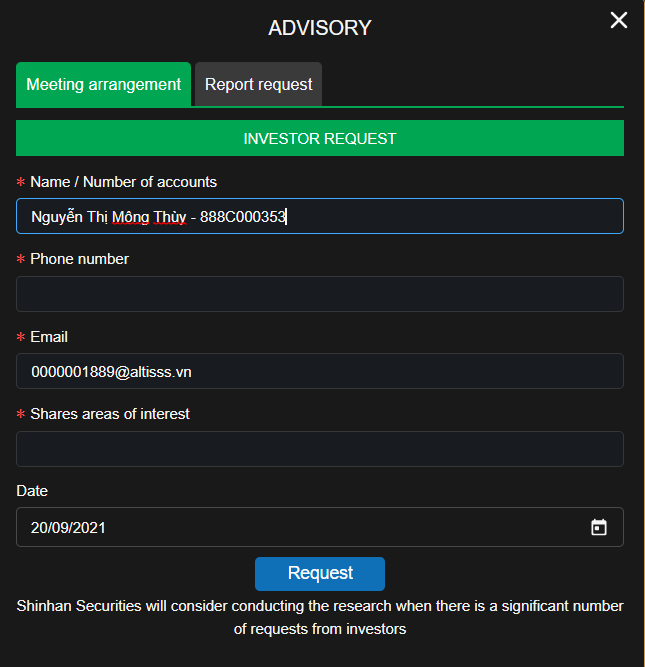 ADVISORY
Meeting arrangement
Report request
INVESTOR REQUEST
* Name / Number of accounts
Nguyễn Thị Mông Thùy - 888C000353
* Phone number
* Email
0000001889@altisss.vn
* Shares areas of interest
Date
20/09/2021
Request
Shinhan Securities will consider conducting the research when there is a significant number
of requests from investors